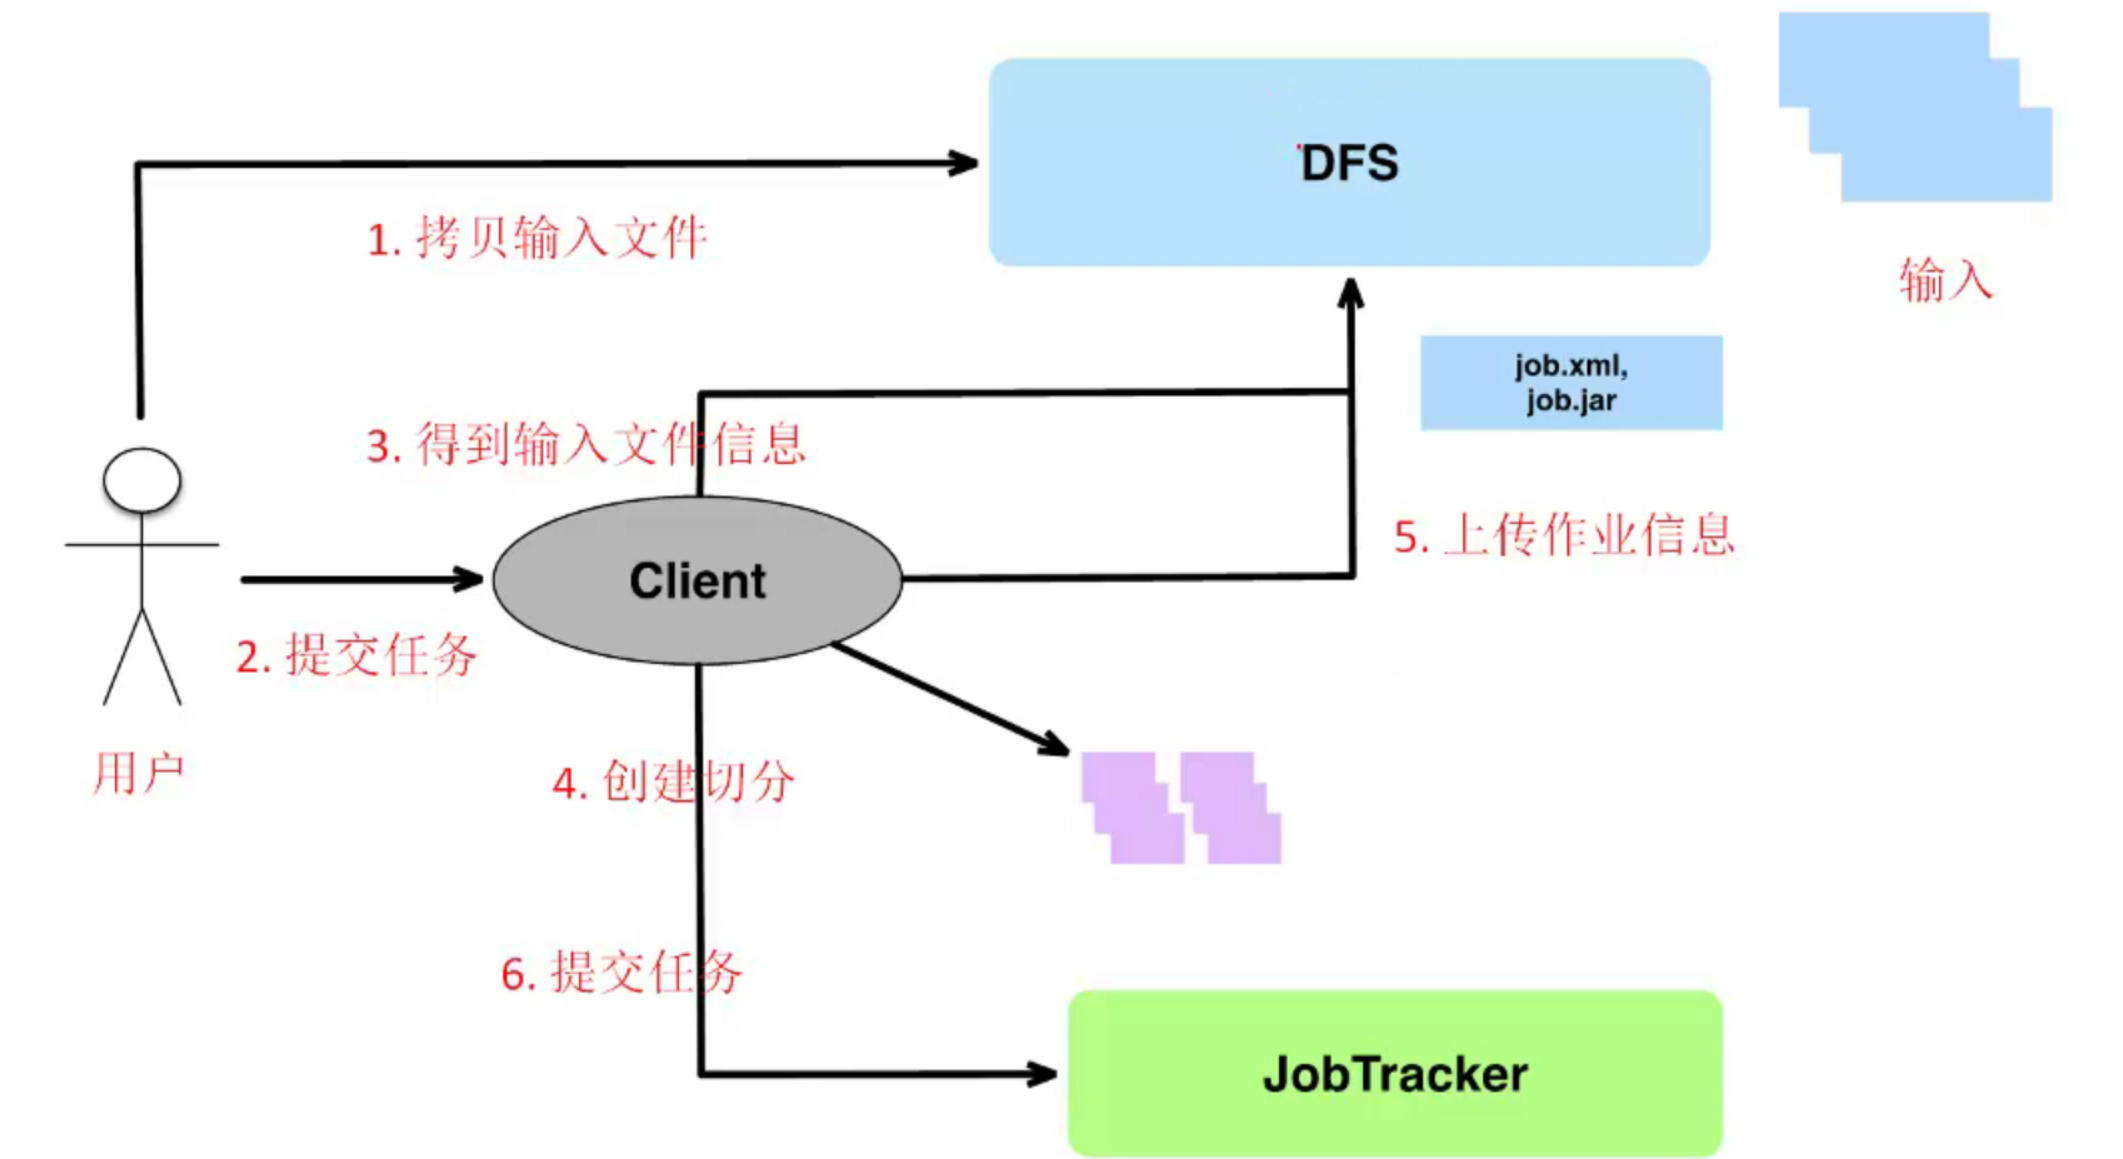 DFS
1. 拷贝输入文件
输入
job.xml,
job.jar
3. 得到输入文件信息
5. 上传作业信息
Client
2. 提交任务
用户
4. 创建切分
6. 提交任务
JobTracker